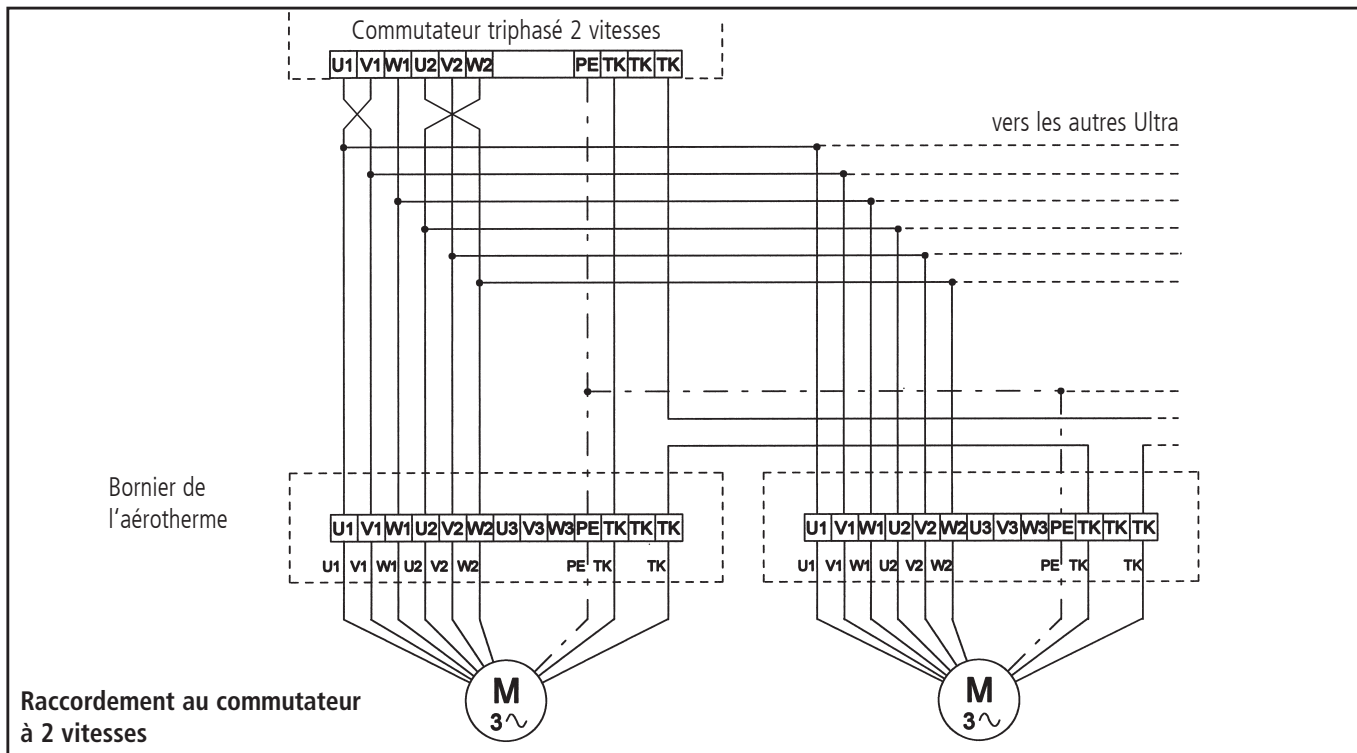 Commutateur triphasé 2 vitesses
U1 V1 W1 U2 V2 W2 PE TK TK TK
vers les autres Ultra
Bornier de
l'aérotherme
U1 V1 W1 U2 V2 W2 U3 V3 W3 PE TK TK TK
U1 V1 W1 U2 V2 W2 PE TK TK
U1 V1 W1 U2 V2 W2 U3 V3 W3 PE TK TK TK
U1 V1 W1 U2 V2 W2 PE TK TK
M
3~
M
3~
Raccordement au commutateur
à 2 vitesses